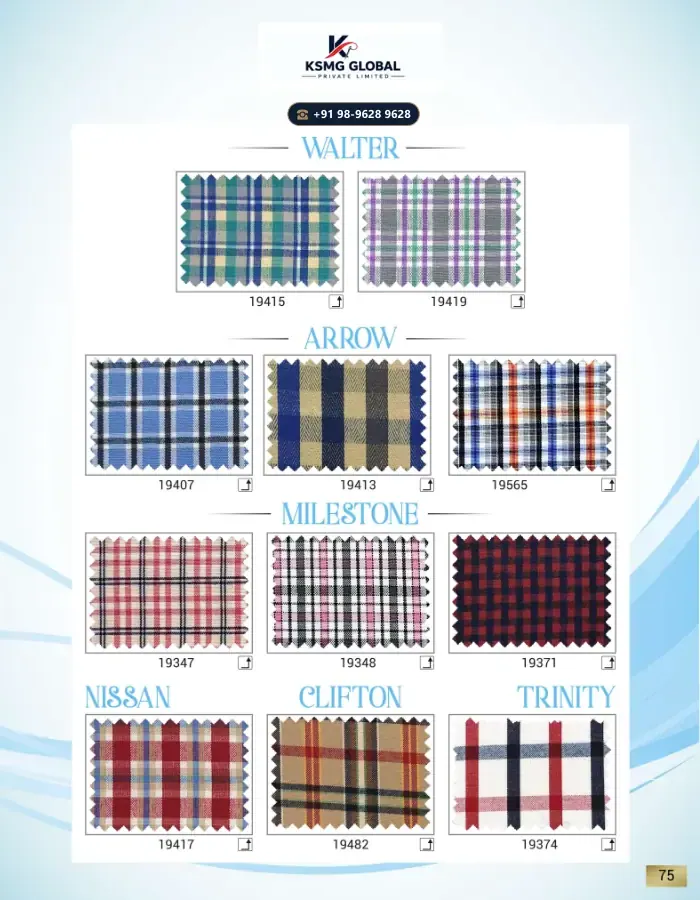 KSMG GLOBAL
PRIVATE LIMITED
+91 98-9628 9628
WALTER
19415
19419
ARROW
19407
19413
19565
MILESTONE
19347
19348
19371
NISSAN
CLIFTON
TRINITY
19417
19482
19374
75